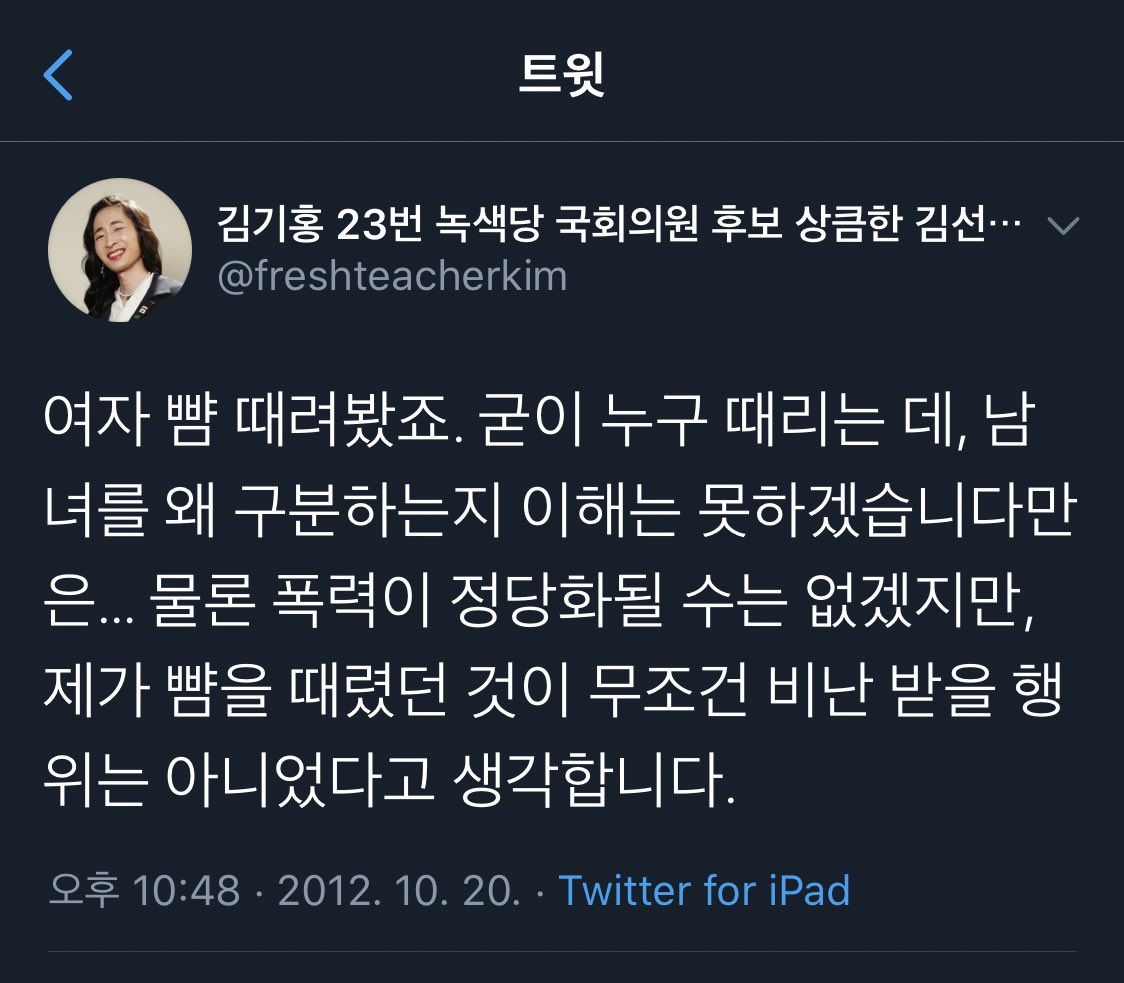 트윗
김기홍 23번 녹색당 국회의원 후보 상큼한 김선…
@freshteacherkim
여자 뺨 때려봤죠. 굳이 누구 때리는 데, 남
녀를 왜 구분하는지 이해는 못하겠습니다만
은... 물론 폭력이 정당화될 수는 없겠지만,
제가 뺨을 때렸던 것이 무조건 비난 받을 행
위는 아니었다고 생각합니다.
오후 10:48 · 2012. 10. 20. · Twitter for iPad